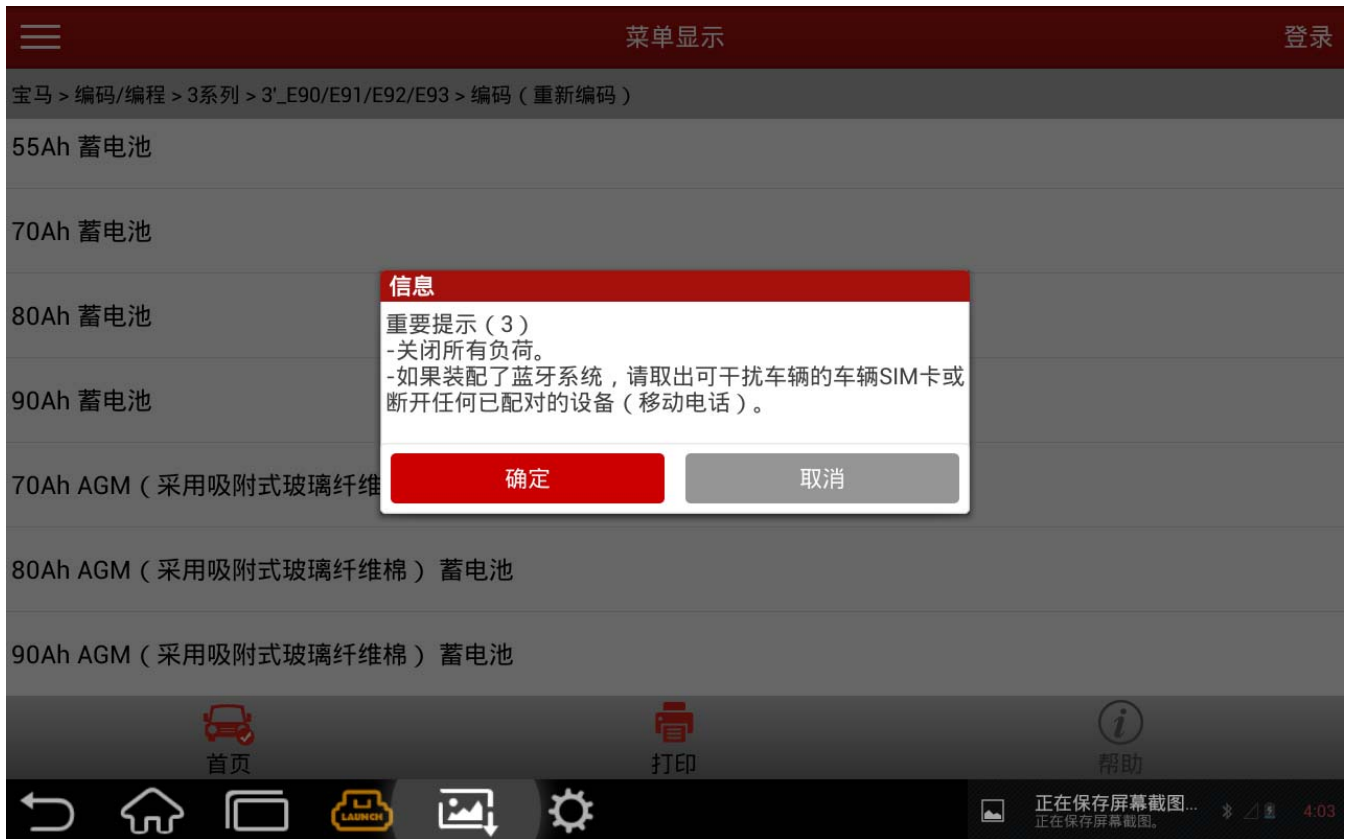 菜单显示
登录
宝马 > 编码/编程 > 3系列 > 3'_E90/E91/E92/E93 > 编码（重新编码）
55Ah 蓄电池
70Ah 蓄电池
80Ah 蓄电池
90Ah 蓄电池
70Ah AGM（采用吸附式玻璃纤维
80Ah AGM（采用吸附式玻璃纤维棉） 蓄电池
90Ah AGM（采用吸附式玻璃纤维棉） 蓄电池
信息
重要提示（3）
-关闭所有负荷。
-如果装配了蓝牙系统，请取出可干扰车辆的车辆SIM卡或
断开任何已配对的设备（移动电话）。
确定
取消
首页
打印
帮助
LAUNCH
正在保存屏幕截图...
正在保存屏幕截图。
4:03